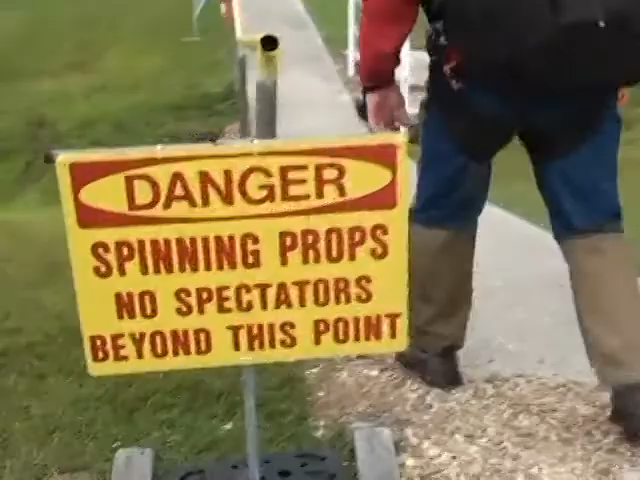 DANGER
SPINNING PROPS
NO SPECTATORS
BEYOND THIS POINT